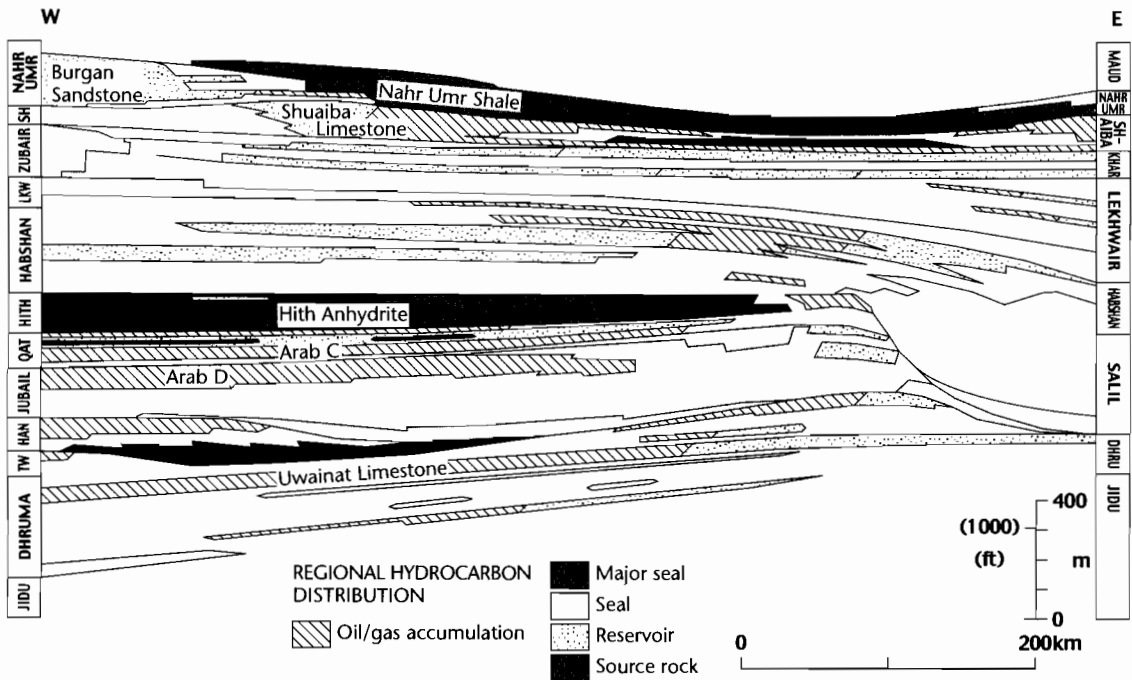 W
E
NAHR
UMR
SH
ZUBAIR
LKW
HABSHAN
HITH
QAT
JUBAIL
HAN
TW
DHRUMA
JIDU
Burgan
Sandstone
Nahr Umr Shale
Shuaiba
Limestone
Hith Anhydrite
Arab C
Arab D
Uwainat Limestone
MAUD
NAHR
UMR
SH-
AIBA
KHAR
LEKHWAIR
HABSHAN
SALIL
DHRU
JIDU
400
(1000)
(ft)
m
0
REGIONAL HYDROCARBON
DISTRIBUTION
Oil/gas accumulation
Major seal
Seal
Reservoir
Source rock
0
200km